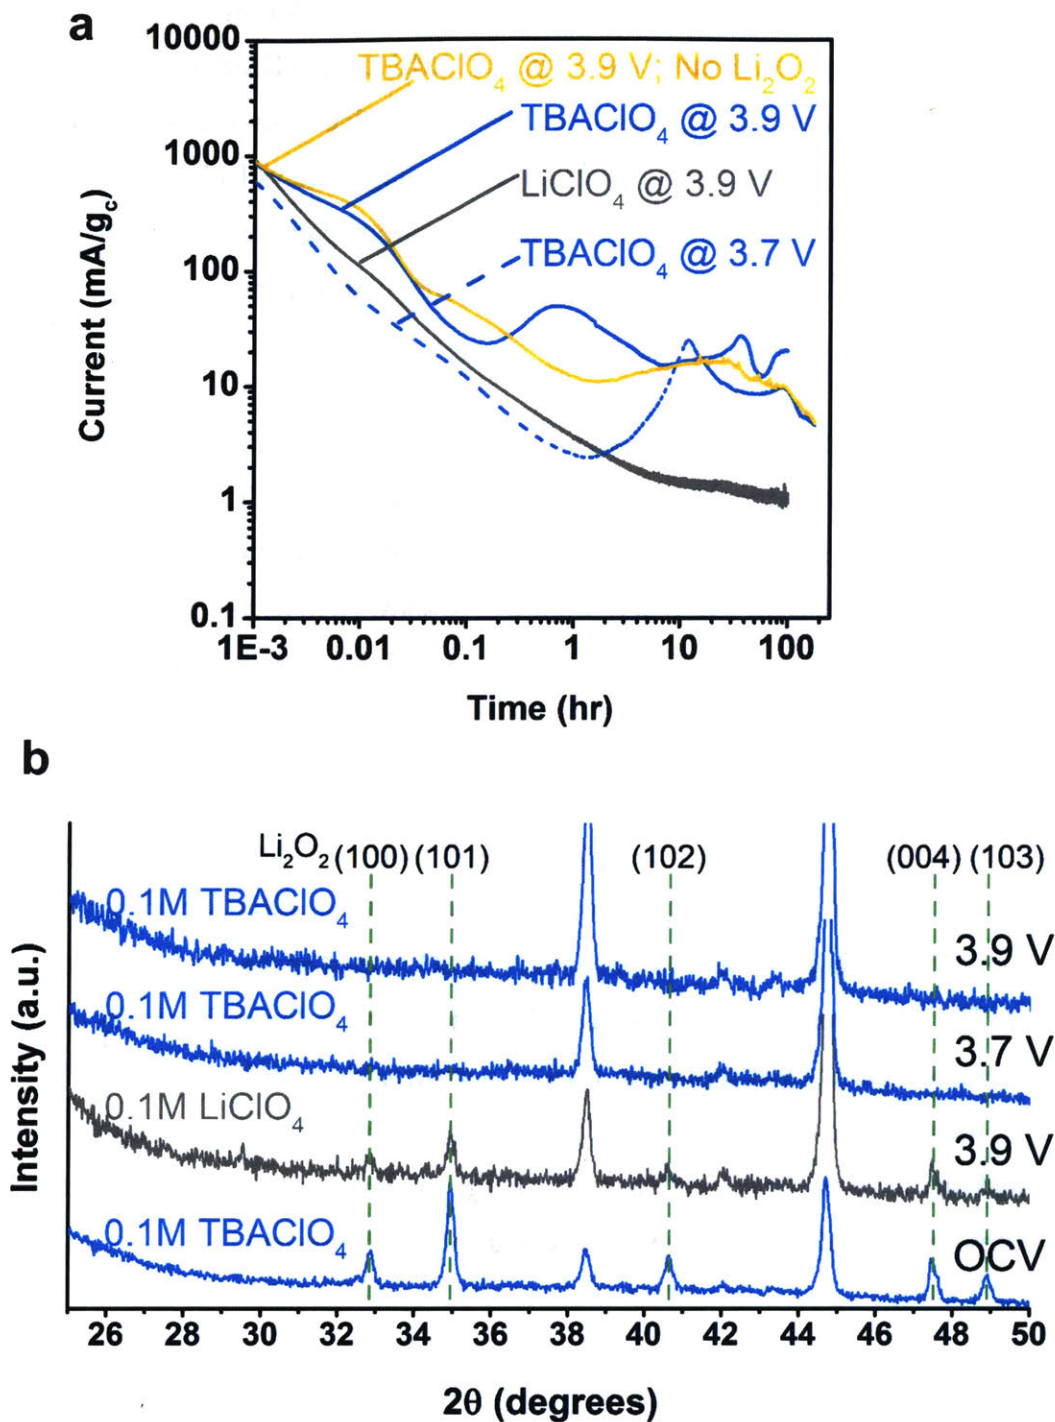 a
10000
1000
100
10
1
0.1
Current (mA/g_c)
TBAClO₄ @ 3.9 V; No Li₂O₂
TBAClO₄ @ 3.9 V
LiClO₄ @ 3.9 V
TBAClO₄ @ 3.7 V
1E-3 0.01 0.1 1 10 100
Time (hr)
b
Intensity (a.u.)
Li₂O₂ (100) (101) (102) (004) (103)
0.1M TBAClO₄ 3.9 V
0.1M TBAClO₄ 3.7 V
0.1M LiClO₄ 3.9 V
0.1M TBAClO₄ OCV
26 28 30 32 34 36 38 40 42 44 46 48 50
2θ (degrees)